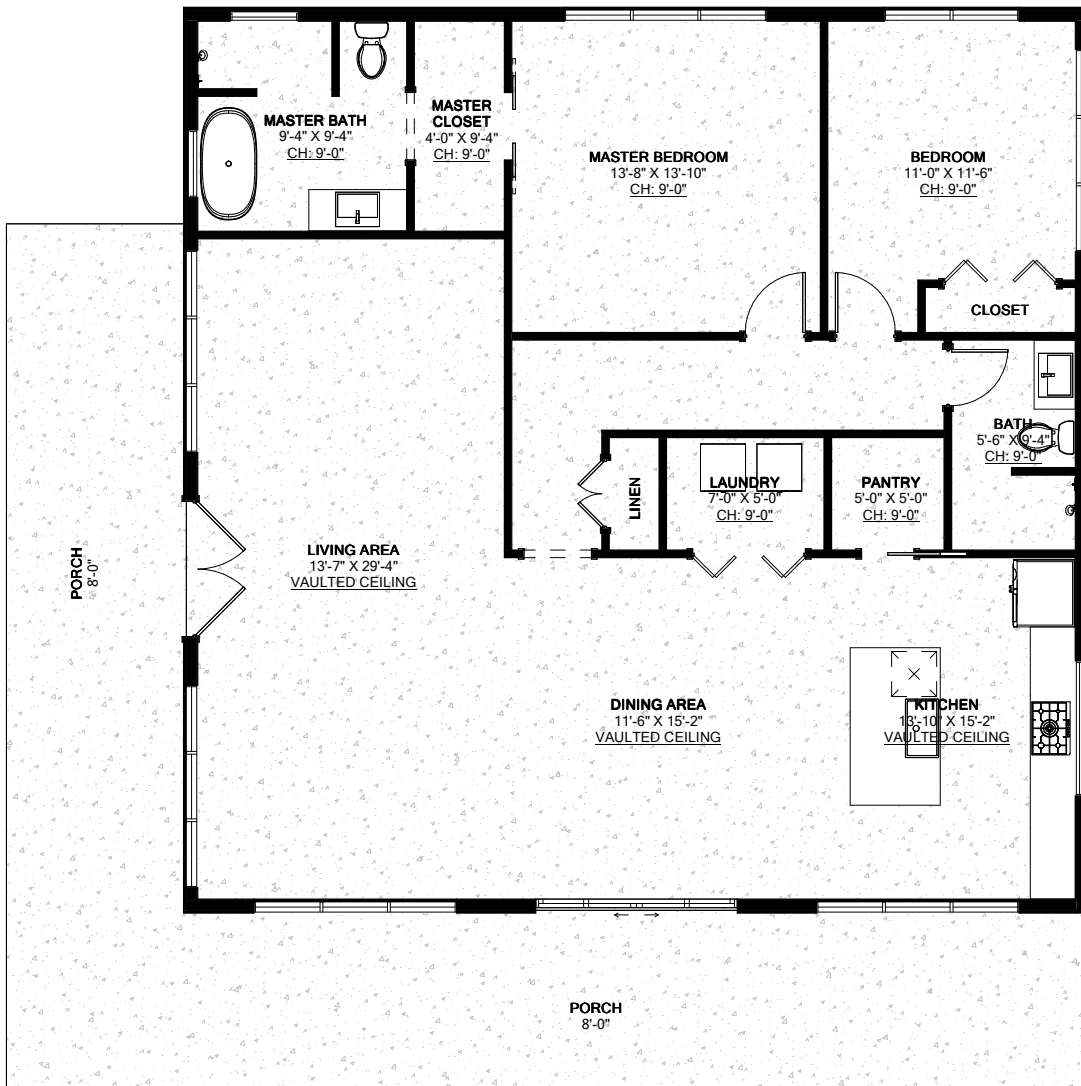 MASTER BATH
9'-4" X 9'-4"
CH: 9'-0"
MASTER
CLOSET
4'-0" X 9'-4"
CH: 9'-0"
MASTER BEDROOM
13'-8" X 13'-10"
CH: 9'-0"
BEDROOM
11'-0" X 11'-6"
CH: 9'-0"
CLOSET
BATH
5'-6" X 9'-4"
CH: 9'-0"
LINEN
LAUNDRY
7'-0" X 5'-0"
CH: 9'-0"
PANTRY
5'-0" X 5'-0"
CH: 9'-0"
PORCH
8'-0"
LIVING AREA
13'-7" X 29'-4"
VAULTED CEILING
DINING AREA
11'-6" X 15'-2"
VAULTED CEILING
KITCHEN
13'-10" X 15'-2"
VAULTED CEILING
PORCH
8'-0"